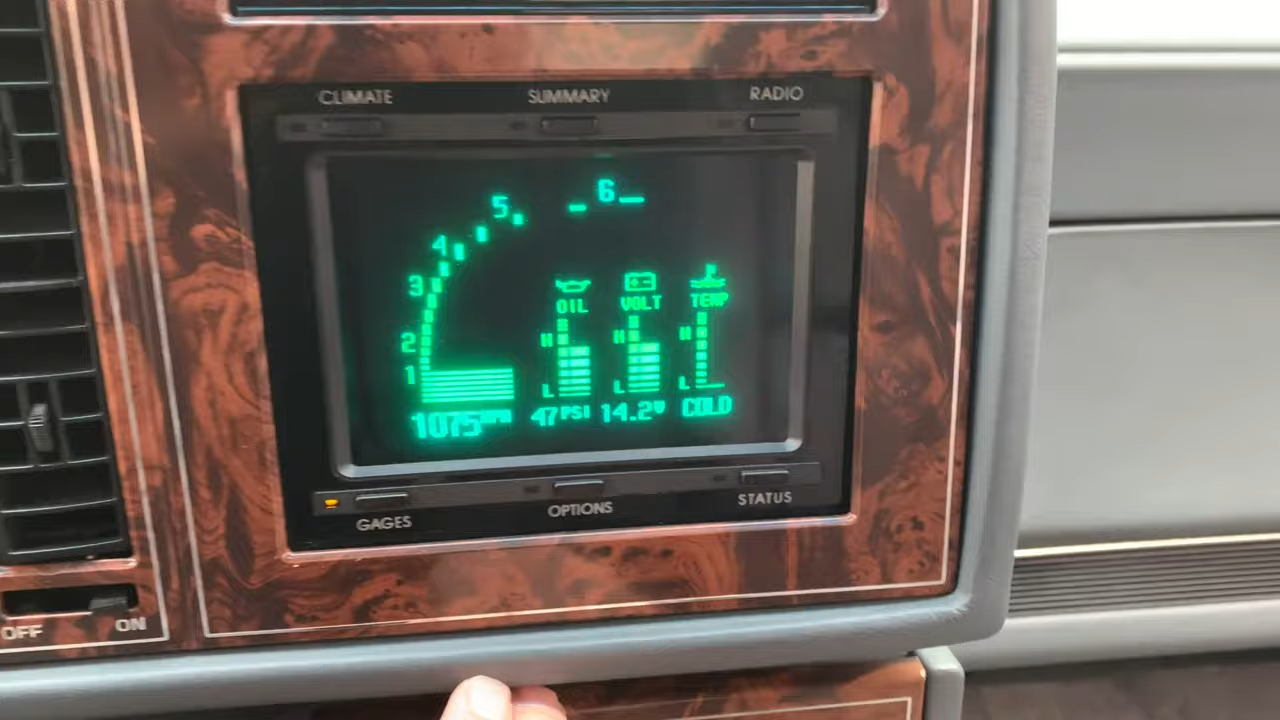 CLIMATE SUMMARY RADIO
6
5
4
3
OIL VOLT TEMP
2 H H H
1
L L L
1075RPM 47PSI 14.2V COLD
GAGES OPTIONS STATUS
OFF ON